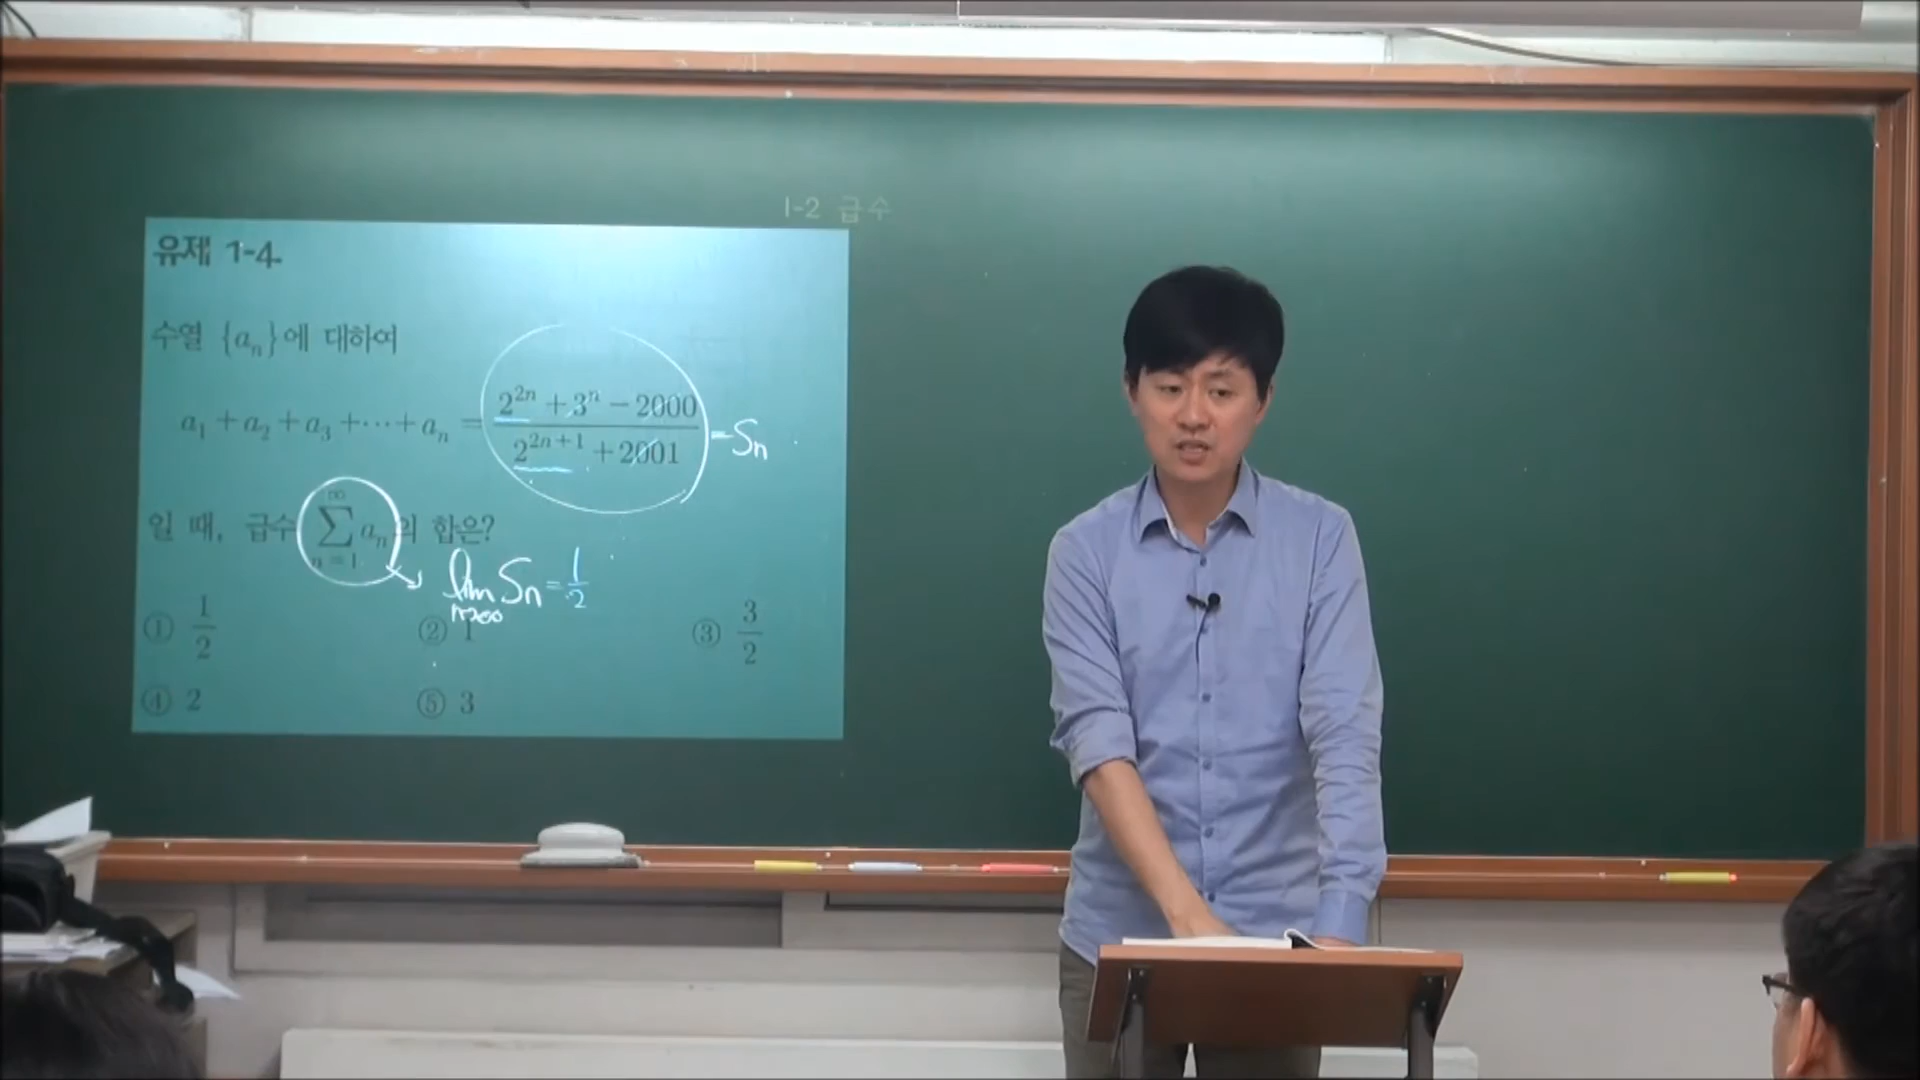 I-2 급수
유제 1-4.
수열 {aₙ}에 대하여
a₁ + a₂ + a₃ + ⋯ + aₙ = (2²ⁿ + 3ⁿ − 2000) / (2²ⁿ⁺¹ + 2001) = Sₙ
일 때, 급수 ∑ₙ₌₁^∞ aₙ의 합은?
lim n→∞ Sₙ = 1/2
① 1/2 ② 1 ③ 3/2
④ 2 ⑤ 3